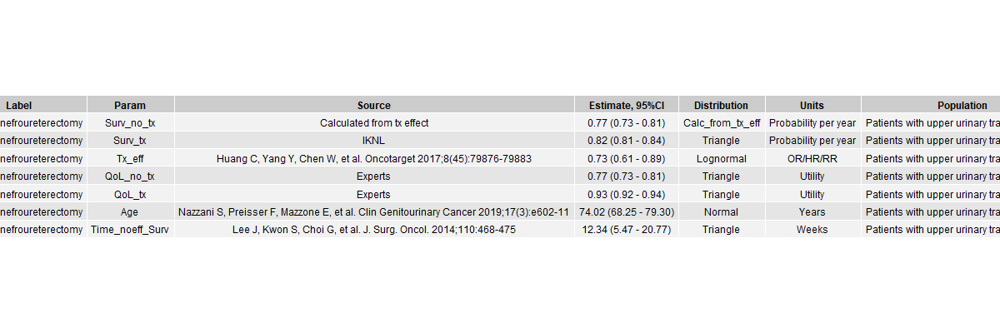 Label Param Source Estimate, 95%CI Distribution Units Population
nefroureterectomy Surv_no_tx Calculated from tx effect 0.77 (0.73 - 0.81) Calc_from_tx_eff Probability per year Patients with upper urinary tra
nefroureterectomy Surv_tx IKNL 0.82 (0.81 - 0.84) Triangle Probability per year Patients with upper urinary tra
nefroureterectomy Tx_eff Huang C, Yang Y, Chen W, et al. Oncotarget 2017;8(45):79876-79883 0.73 (0.61 - 0.89) Lognormal OR/HR/RR Patients with upper urinary tra
nefroureterectomy QoL_no_tx Experts 0.77 (0.73 - 0.81) Triangle Utility Patients with upper urinary tra
nefroureterectomy QoL_tx Experts 0.93 (0.92 - 0.94) Triangle Utility Patients with upper urinary tra
nefroureterectomy Age Nazzani S, Preisser F, Mazzone E, et al. Clin Genitourinary Cancer 2019;17(3):e602-11 74.02 (68.25 - 79.30) Normal Years Patients with upper urinary tra
nefroureterectomy Time_noeff_Surv Lee J, Kwon S, Choi G, et al. J. Surg. Oncol. 2014;110:468-475 12.34 (5.47 - 20.77) Triangle Weeks Patients with upper urinary tra